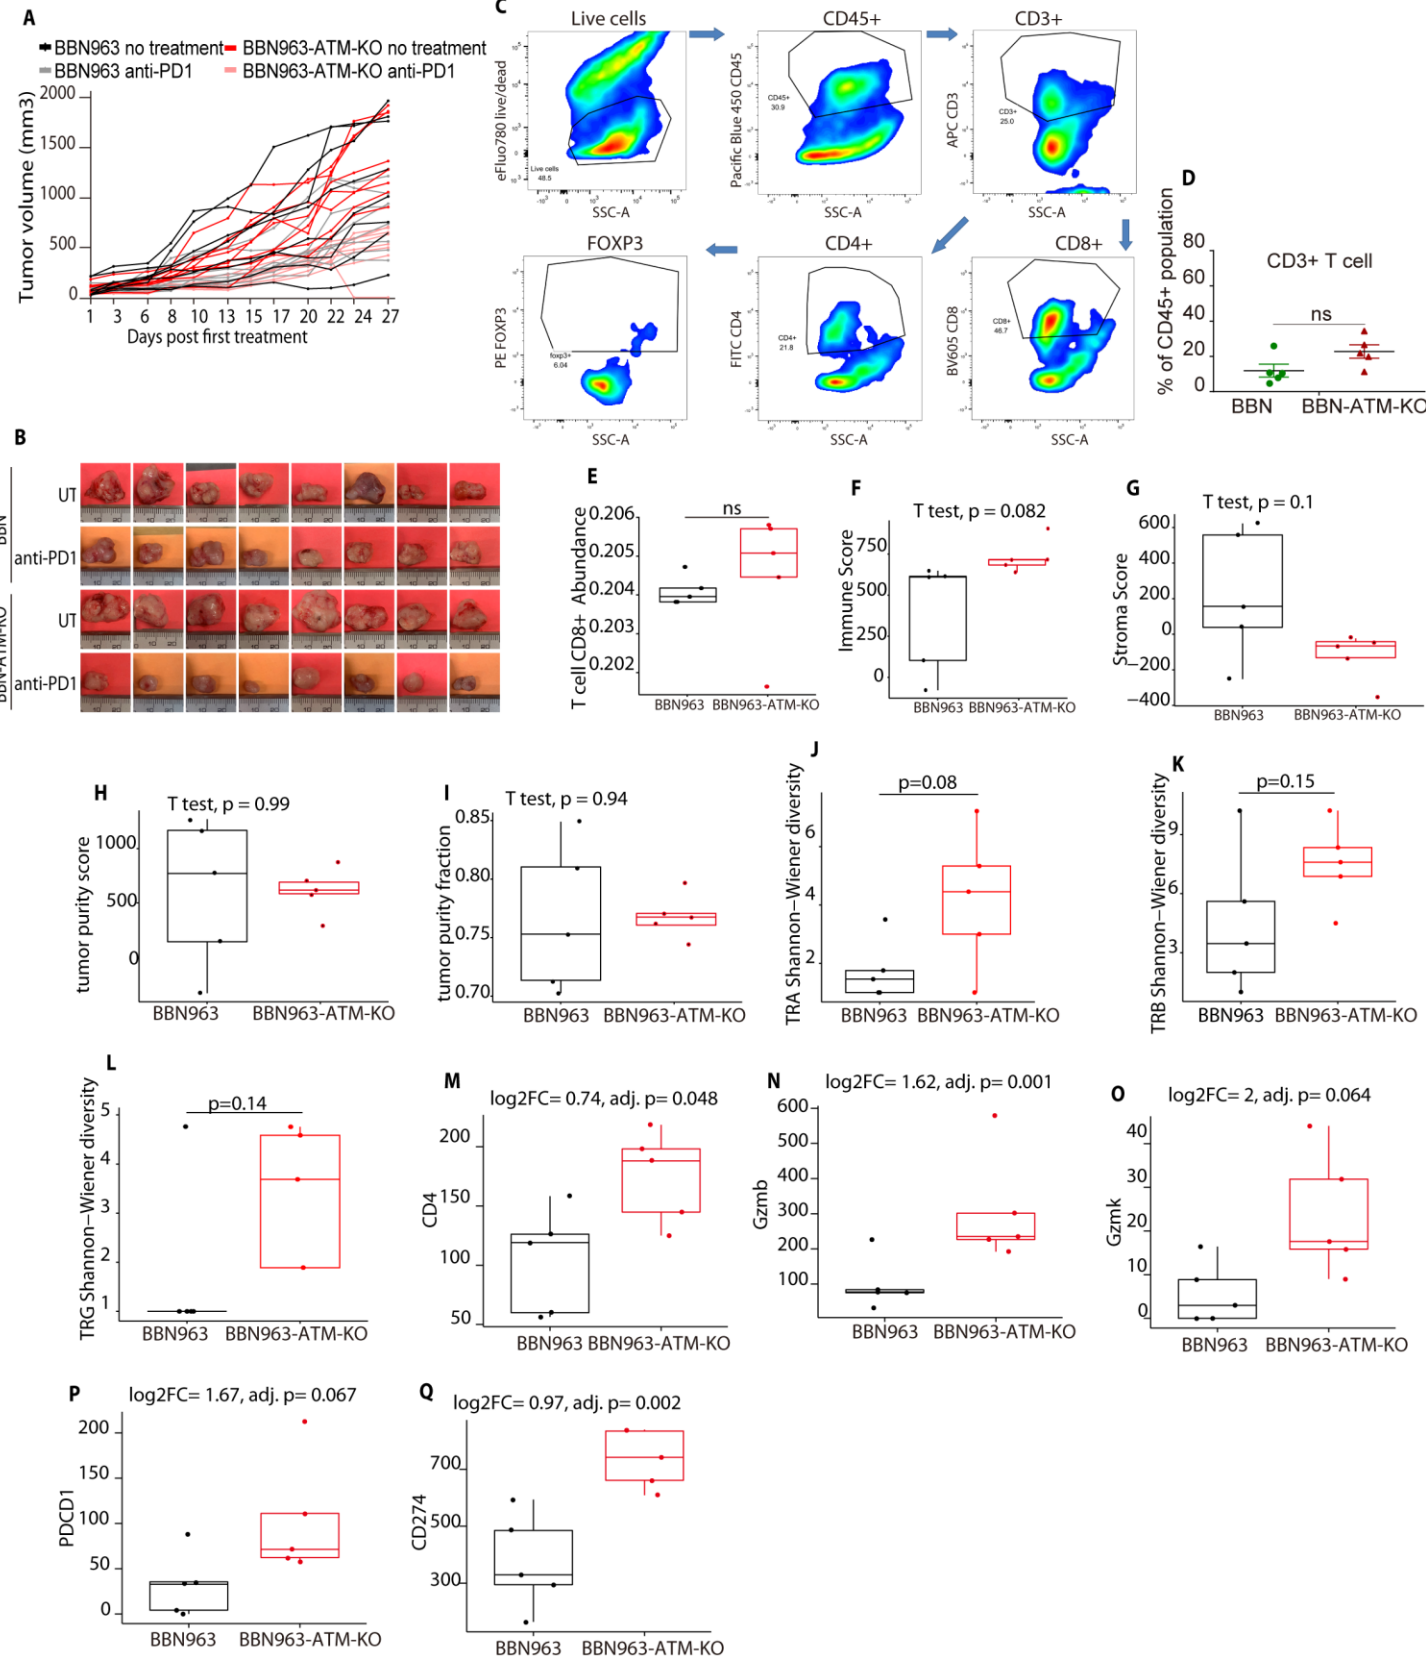 A
BBN963 no treatment
BBN963-ATM-KO no treatment
BBN963 anti-PD1
BBN963-ATM-KO anti-PD1
Tumor volume (mm3)
2000
1500
1000
500
0
1 3 6 8 10 13 15 17 20 22 24 27
Days post first treatment
B
BBN
UT
anti-PD1
BBN-ATM-KO
UT
anti-PD1
C
Live cells
eFluo780 live/dead
Live cells
48.5
SSC-A
CD45+
Pacific Blue 450 CD45
CD45+
30.9
SSC-A
CD3+
APC CD3
CD3+
25.0
SSC-A
FOXP3
PE FOXP3
foxp3+
6.04
SSC-A
CD4+
FITC CD4
CD4+
21.8
SSC-A
CD8+
BV605 CD8
CD8+
46.7
SSC-A
D
% of CD45+ population
80
60
40
20
0
CD3+ T cell
ns
BBN BBN-ATM-KO
E
T cell CD8+ Abundance
0.206
0.205
0.204
0.203
0.202
ns
BBN963 BBN963-ATM-KO
F
T test, p = 0.082
Immune Score
750
500
250
0
BBN963 BBN963-ATM-KO
G
T test, p = 0.1
Stroma Score
600
400
200
0
−200
−400
BBN963 BBN963-ATM-KO
H
T test, p = 0.99
tumor purity score
1000
500
0
BBN963 BBN963-ATM-KO
I
T test, p = 0.94
tumor purity fraction
0.85
0.80
0.75
0.70
BBN963 BBN963-ATM-KO
J
p=0.08
TRA Shannon−Wiener diversity
6
4
2
BBN963 BBN963-ATM-KO
K
p=0.15
TRB Shannon−Wiener diversity
9
6
3
BBN963 BBN963-ATM-KO
L
p=0.14
TRG Shannon−Wiener diversity
5
4
3
2
1
BBN963 BBN963-ATM-KO
M
log2FC= 0.74, adj. p= 0.048
CD4
200
150
100
50
BBN963 BBN963-ATM-KO
N
log2FC= 1.62, adj. p= 0.001
Gzmb
600
500
400
300
200
100
BBN963 BBN963-ATM-KO
O
log2FC= 2, adj. p= 0.064
Gzmk
40
30
20
10
0
BBN963 BBN963-ATM-KO
P
log2FC= 1.67, adj. p= 0.067
PDCD1
200
150
100
50
0
BBN963 BBN963-ATM-KO
Q
log2FC= 0.97, adj. p= 0.002
CD274
700
500
300
BBN963 BBN963-ATM-KO